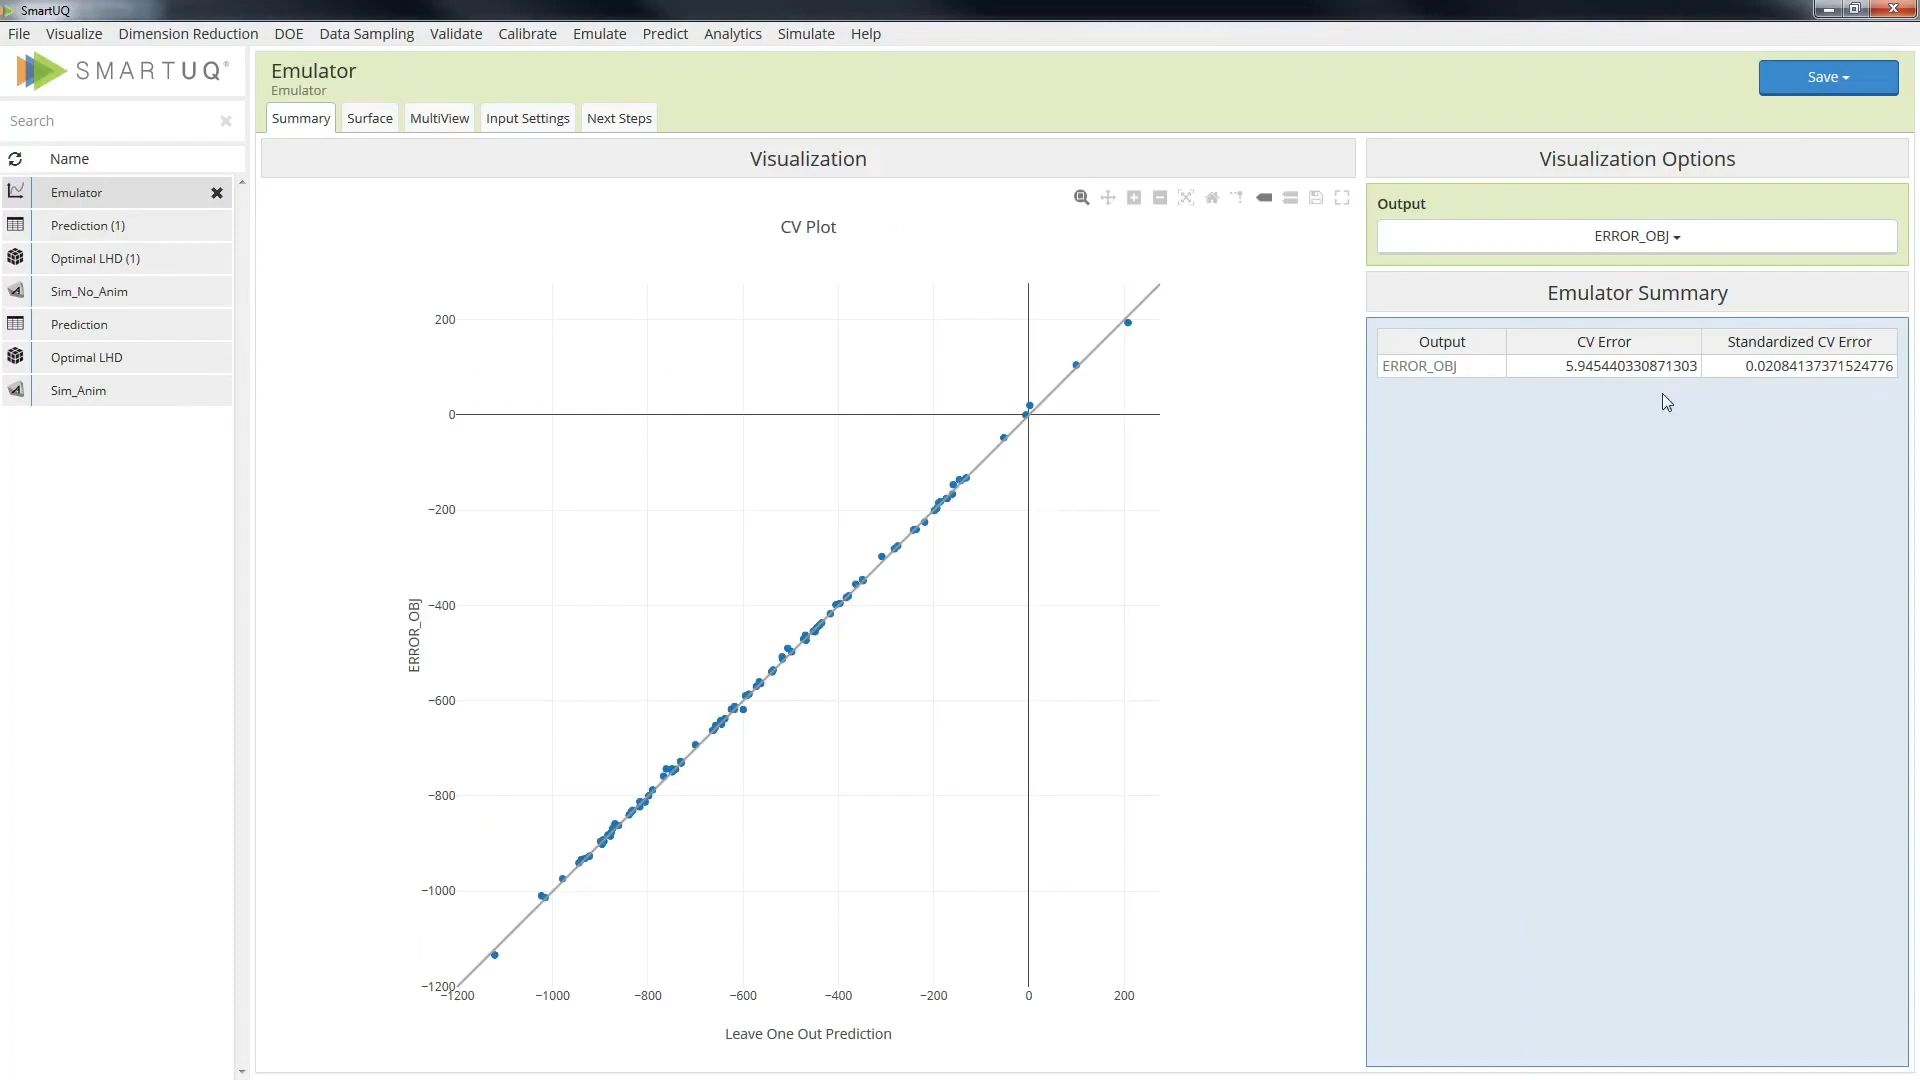 SmartUQ
File Visualize Dimension Reduction DOE Data Sampling Validate Calibrate Emulate Predict Analytics Simulate Help
SMARTUQ®
Search
Name
Emulator
Prediction (1)
Optimal LHD (1)
Sim_No_Anim
Prediction
Optimal LHD
Sim_Anim
Emulator
Emulator
Save
Summary Surface MultiView Input Settings Next Steps
Visualization
CV Plot
200
0
−200
−400
−600
−800
−1000
−1200
ERROR_OBJ
−1200 −1000 −800 −600 −400 −200 0 200
Leave One Out Prediction
Visualization Options
Output
ERROR_OBJ
Emulator Summary
Output CV Error Standardized CV Error
ERROR_OBJ 5.945440330871303 0.02084137371524776